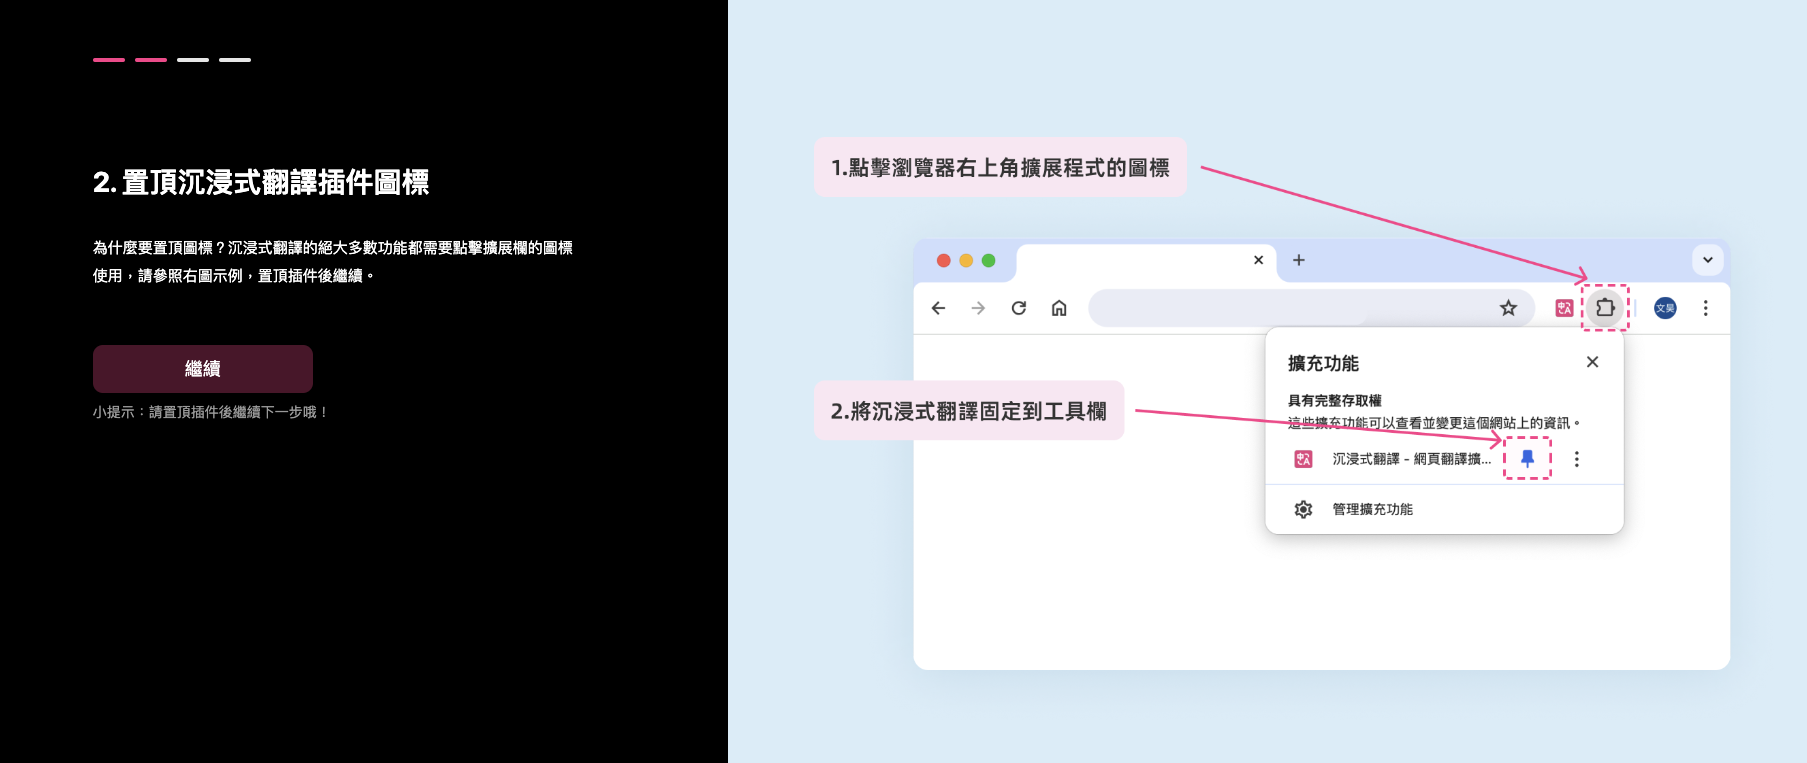 2. 置頂沉浸式翻譯插件圖標
為什麼要置頂圖標？沉浸式翻譯的絕大多數功能都需要點擊擴展欄的圖標
使用，請參照右圖示例，置頂插件後繼續。
繼續
小提示：請置頂插件後繼續下一步哦！
1.點擊瀏覽器右上角擴展程式的圖標
中
A
文昊
擴充功能
具有完整存取權
這些擴充功能可以查看並變更這個網站上的資訊。
2.將沉浸式翻譯固定到工具欄
中
A
沉浸式翻譯 - 網頁翻譯擴...
管理擴充功能